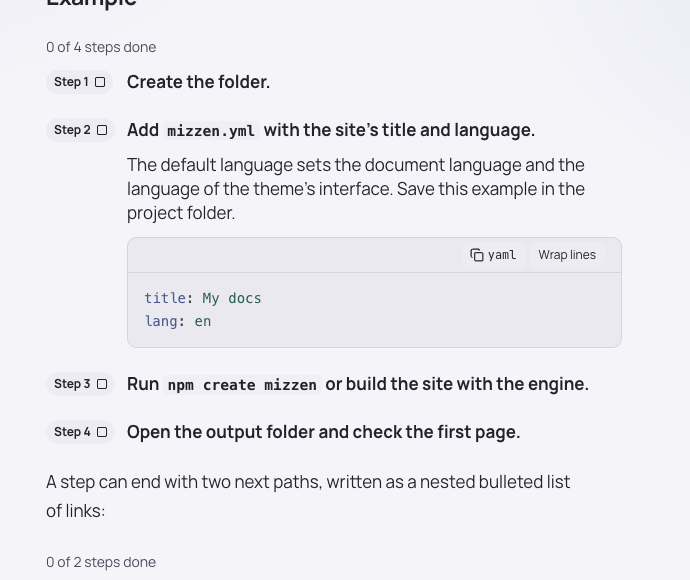 Example
0 of 4 steps done
Step 1
Create the folder.
Step 2
Add mizzen.yml with the site's title and language.
The default language sets the document language and the
language of the theme's interface. Save this example in the
project folder.
yaml Wrap lines
title: My docs
lang: en
Step 3
Run npm create mizzen or build the site with the engine.
Step 4
Open the output folder and check the first page.
A step can end with two next paths, written as a nested bulleted list
of links:
0 of 2 steps done